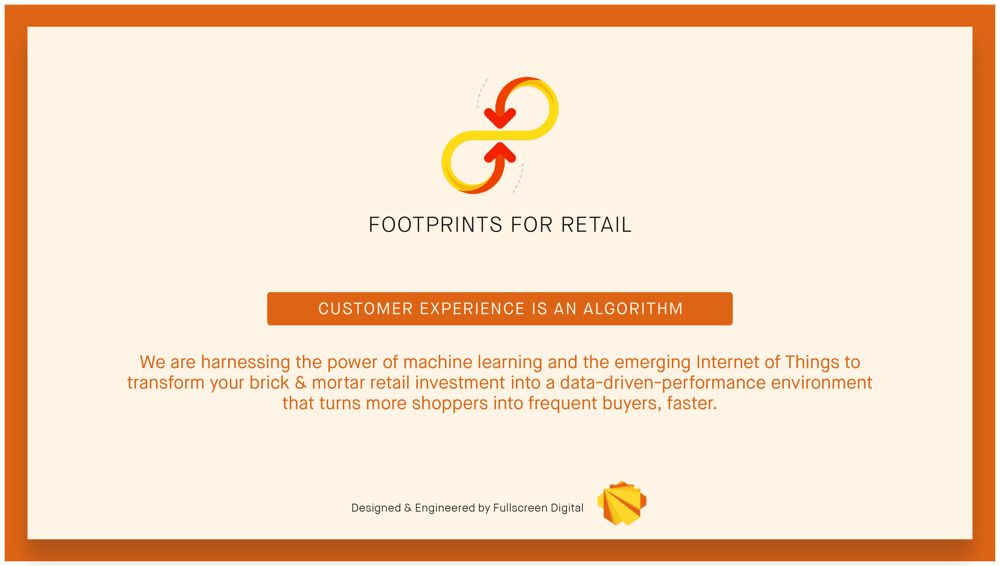 FOOTPRINTS FOR RETAIL
CUSTOMER EXPERIENCE IS AN ALGORITHM
We are harnessing the power of machine learning and the emerging Internet of Things to
transform your brick & mortar retail investment into a data-driven-performance environment
that turns more shoppers into frequent buyers, faster.
Designed & Engineered by Fullscreen Digital